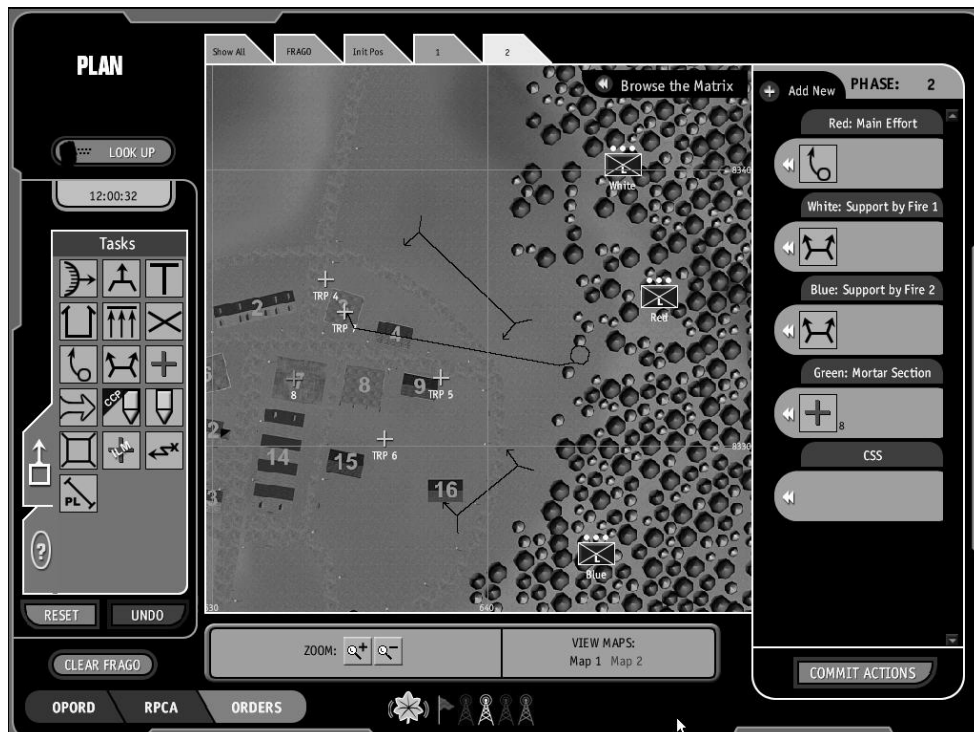 PLAN
LOOK UP
12:00:32
Tasks
CCP
ILM
PL
?
RESET
UNDO
CLEAR FRAGO
OPORD
RPCA
ORDERS
Show All
FRAGO
Init Pos
1
2
Browse the Matrix
White
8340
Red
TRP 4
2
TRP 7
4
8
8
9
TRP 5
TRP 6
8330
14
15
16
Blue
640
ZOOM:
VIEW MAPS:
Map 1 Map 2
Add New
PHASE: 2
Red: Main Effort
White: Support by Fire 1
Blue: Support by Fire 2
Green: Mortar Section
8
CSS
COMMIT ACTIONS